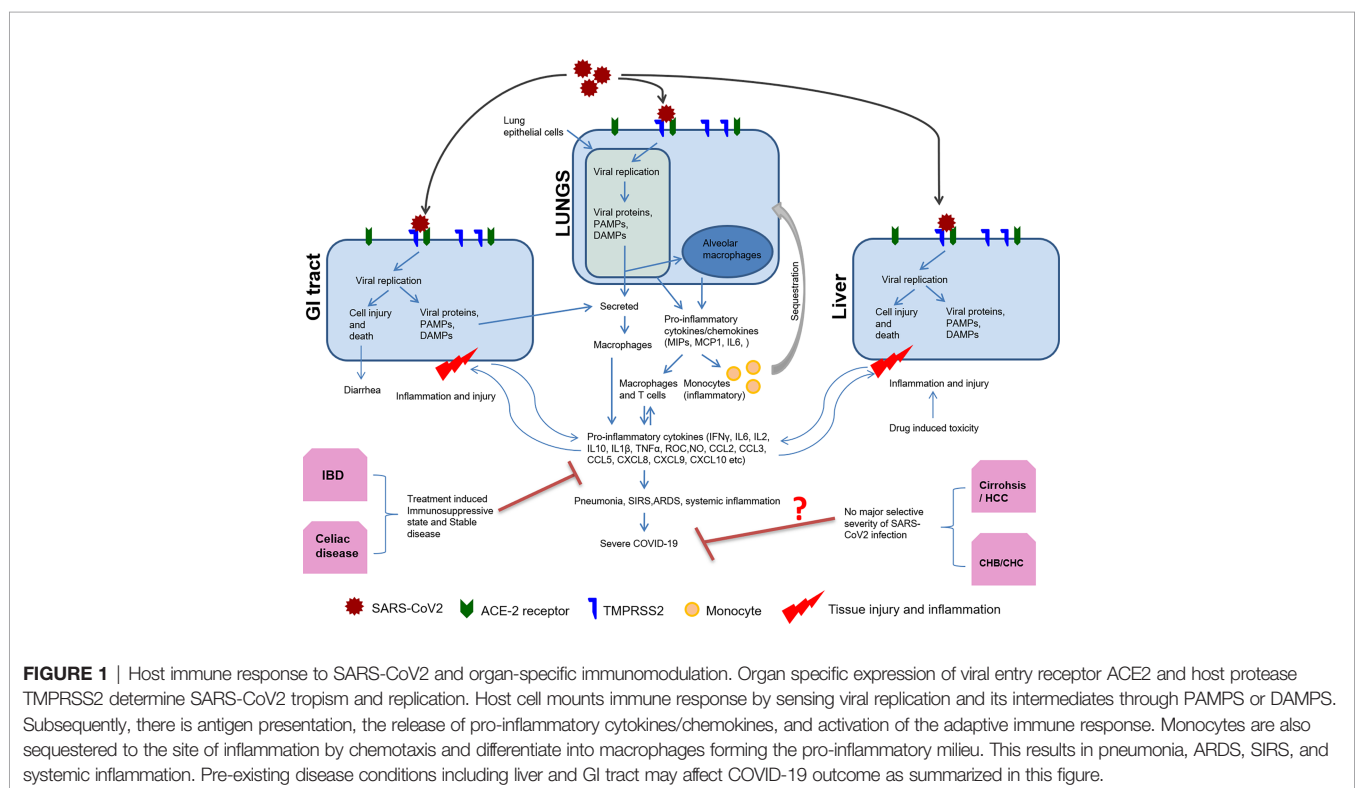 Lung
epithelial cells
LUNGS
Viral replication
Viral proteins,
PAMPs,
DAMPs
Alveolar
macrophages
Sequestration
GI tract
Viral replication
Cell injury
and
death
Viral proteins,
PAMPs,
DAMPs
Diarrhea
Inflammation and injury
Secreted
Macrophages
Pro-inflammatory
cytokines/chemokines
(MIPs, MCP1, IL6, )
Macrophages
and T cells
Monocytes
(inflammatory)
Liver
Viral replication
Cell injury
and
death
Viral proteins,
PAMPs,
DAMPs
Inflammation and injury
Drug induced toxicity
Pro-inflammatory cytokines (IFNγ, IL6, IL2,
IL10, IL1β, TNFα, ROC,NO, CCL2, CCL3,
CCL5, CXCL8, CXCL9, CXCL10 etc)
Pneumonia, SIRS,ARDS, systemic inflammation
Severe COVID-19
IBD
Celiac
disease
Treatment induced
Immunosuppressive
state and Stable
disease
?
No major selective
severity of SARS-
CoV2 infection
Cirrohsis
/ HCC
CHB/CHC
SARS-CoV2
ACE-2 receptor
TMPRSS2
Monocyte
Tissue injury and inflammation
FIGURE 1 | Host immune response to SARS-CoV2 and organ-specific immunomodulation. Organ specific expression of viral entry receptor ACE2 and host protease
TMPRSS2 determine SARS-CoV2 tropism and replication. Host cell mounts immune response by sensing viral replication and its intermediates through PAMPS or DAMPS.
Subsequently, there is antigen presentation, the release of pro-inflammatory cytokines/chemokines, and activation of the adaptive immune response. Monocytes are also
sequestered to the site of inflammation by chemotaxis and differentiate into macrophages forming the pro-inflammatory milieu. This results in pneumonia, ARDS, SIRS, and
systemic inflammation. Pre-existing disease conditions including liver and GI tract may affect COVID-19 outcome as summarized in this figure.